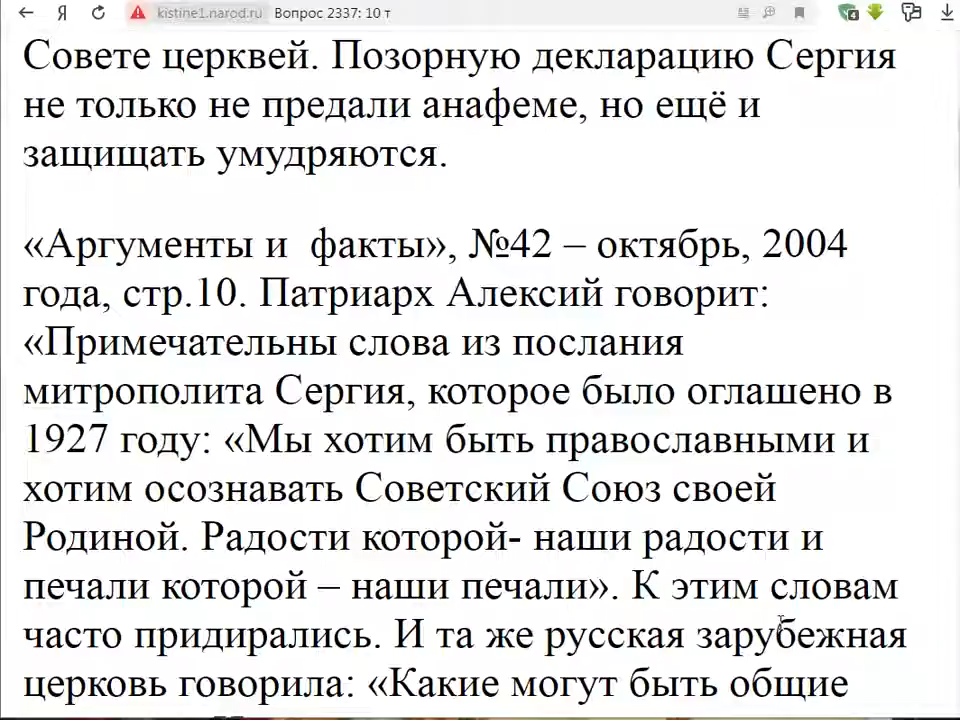 Я kistine1.narod.ru Вопрос 2337: 10 т 4
Совете церквей. Позорную декларацию Сергия
не только не предали анафеме, но ещё и
защищать умудряются.
«Аргументы и факты», №42 – октябрь, 2004
года, стр.10. Патриарх Алексий говорит:
«Примечательны слова из послания
митрополита Сергия, которое было оглашено в
1927 году: «Мы хотим быть православными и
хотим осознавать Советский Союз своей
Родиной. Радости которой- наши радости и
печали которой – наши печали». К этим словам
часто придирались. И та же русская зарубежная
церковь говорила: «Какие могут быть общие